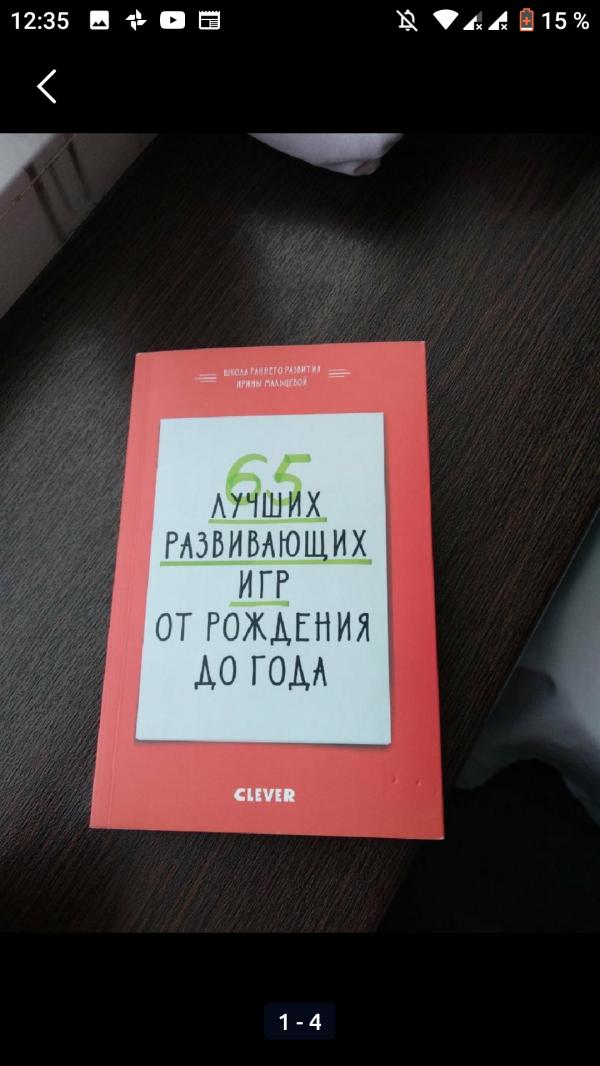 12:35
15 %
ШКОЛА РАННЕГО РАЗВИТИЯ
ИРИНЫ МАЛЬЦЕВОЙ
65
ЛУЧШИХ
РАЗВИВАЮЩИХ
ИГР
ОТ РОЖДЕНИЯ
ДО ГОДА
CLEVER
1 - 4